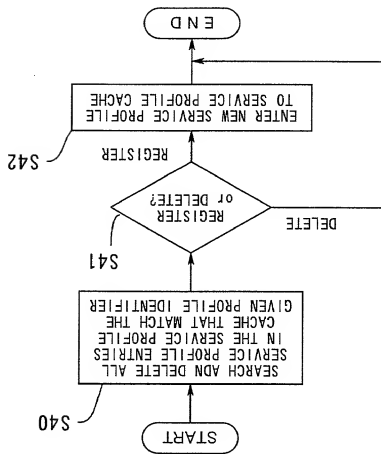 START
S40
SEARCH ADN DELETE ALL
SERVICE PROFILE ENTRIES
IN THE SERVICE PROFILE
CACHE THAT MATCH THE
GIVEN PROFILE IDENTIFIER
S41
REGISTER
or DELETE?
DELETE
REGISTER
S42
ENTER NEW SERVICE PROFILE
TO SERVICE PROFILE CACHE
END